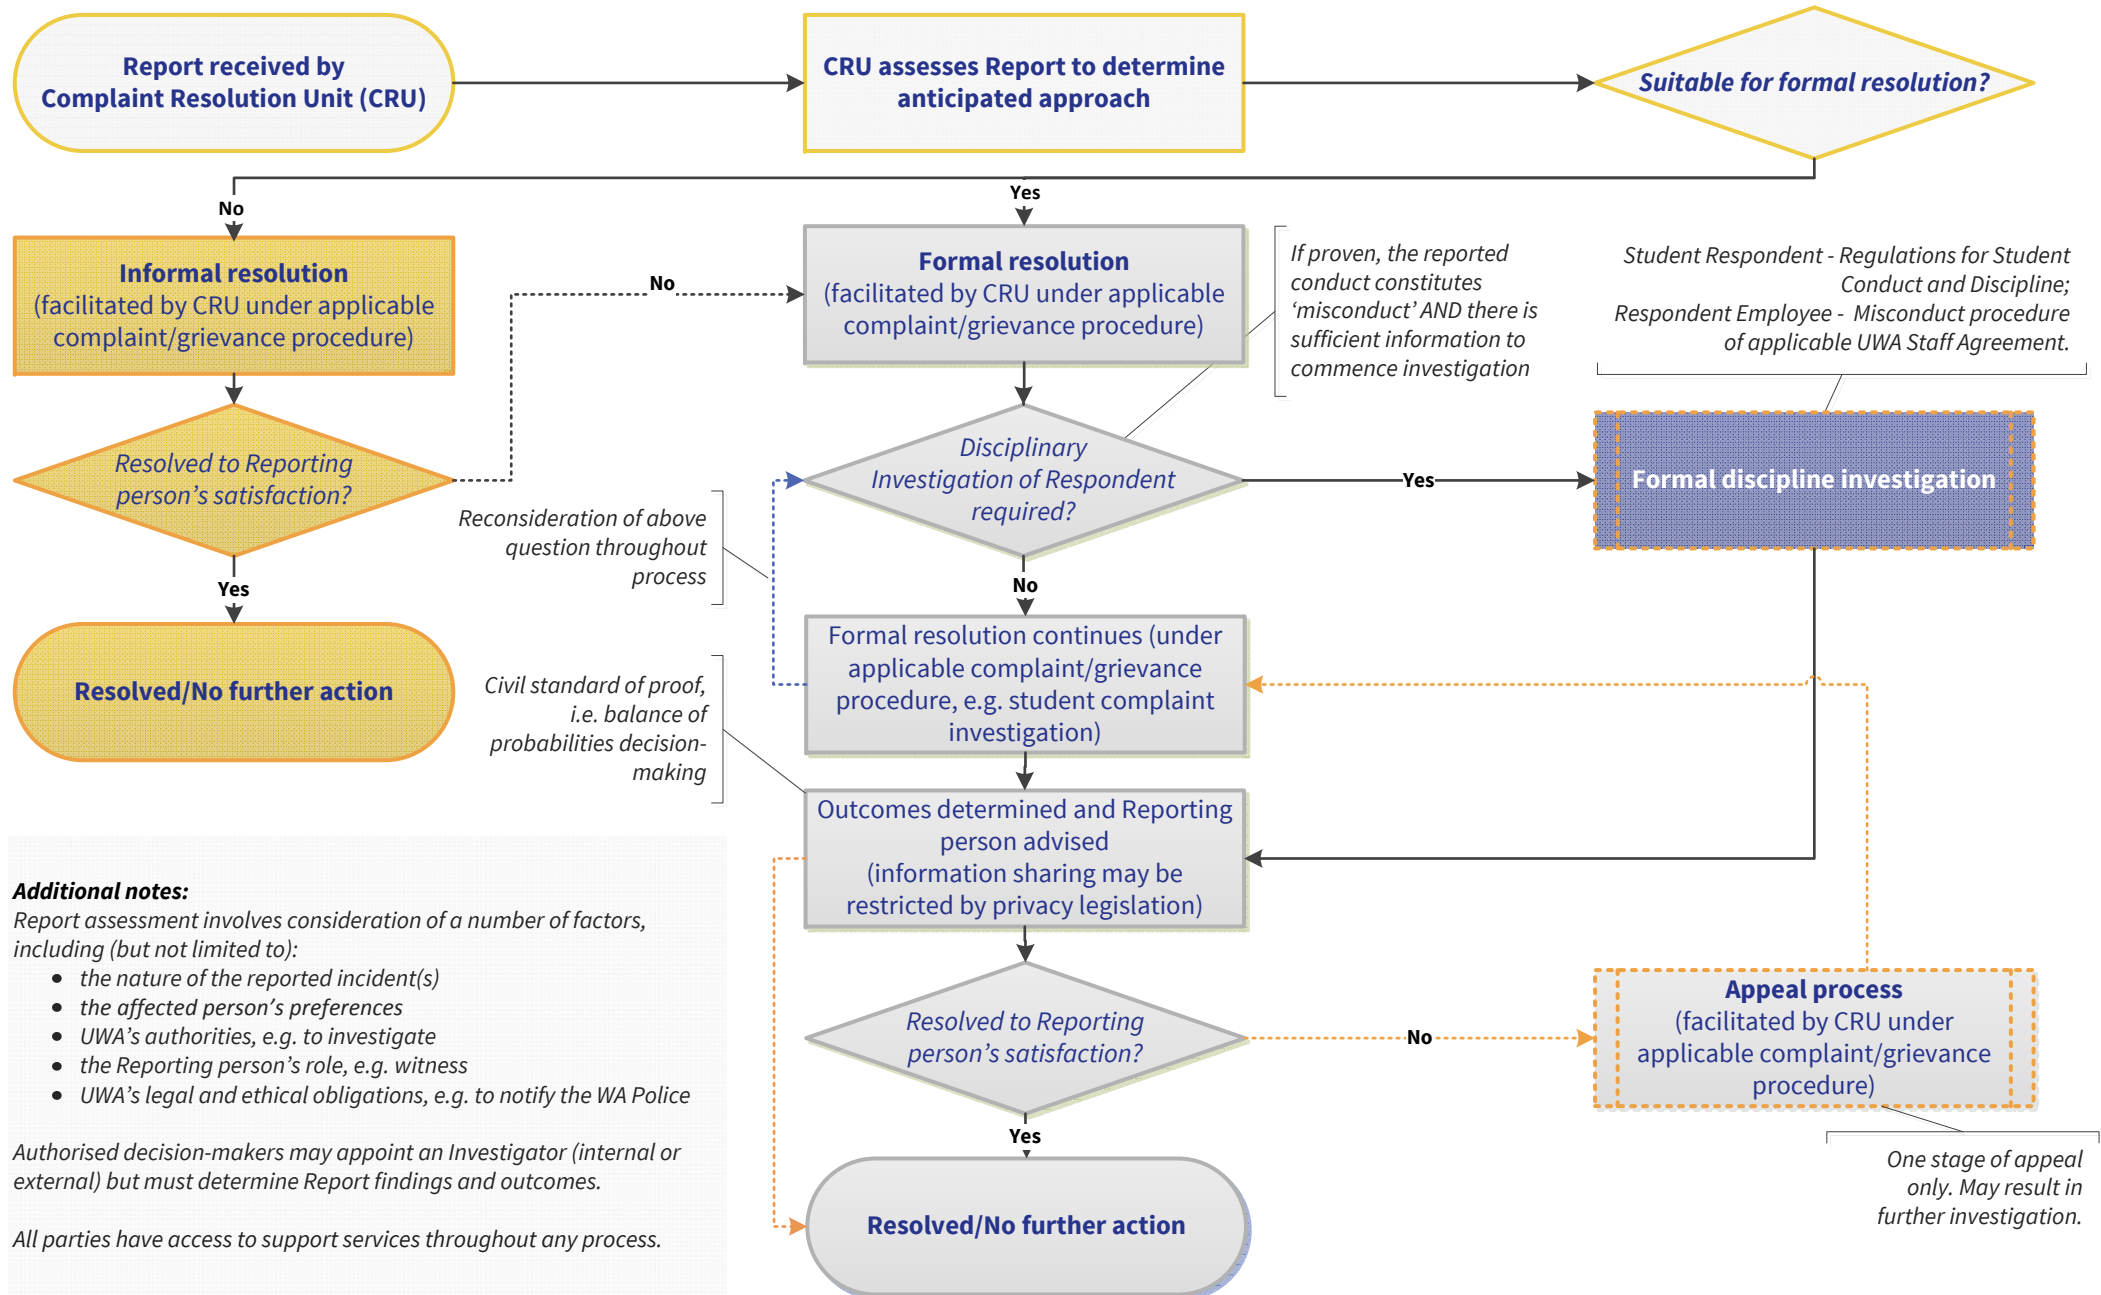 Report received by
Complaint Resolution Unit (CRU)
CRU assesses Report to determine
anticipated approach
Suitable for formal resolution?
No
Yes
Informal resolution
(facilitated by CRU under applicable
complaint/grievance procedure)
No
Formal resolution
(facilitated by CRU under applicable
complaint/grievance procedure)
If proven, the reported
conduct constitutes
‘misconduct’ AND there is
sufficient information to
commence investigation
Student Respondent - Regulations for Student
Conduct and Discipline;
Respondent Employee - Misconduct procedure
of applicable UWA Staff Agreement.
Resolved to Reporting
person’s satisfaction?
Disciplinary
Investigation of Respondent
required?
Yes
Formal discipline investigation
Reconsideration of above
question throughout
process
Yes
No
Resolved/No further action
Formal resolution continues (under
applicable complaint/grievance
procedure, e.g. student complaint
investigation)
Civil standard of proof,
i.e. balance of
probabilities decision-
making
Outcomes determined and Reporting
person advised
(information sharing may be
restricted by privacy legislation)
Additional notes:
Report assessment involves consideration of a number of factors,
including (but not limited to):
• the nature of the reported incident(s)
• the affected person’s preferences
• UWA’s authorities, e.g. to investigate
• the Reporting person’s role, e.g. witness
• UWA’s legal and ethical obligations, e.g. to notify the WA Police
Authorised decision-makers may appoint an Investigator (internal or
external) but must determine Report findings and outcomes.
All parties have access to support services throughout any process.
Resolved to Reporting
person’s satisfaction?
No
Appeal process
(facilitated by CRU under
applicable complaint/grievance
procedure)
Yes
One stage of appeal
only. May result in
further investigation.
Resolved/No further action